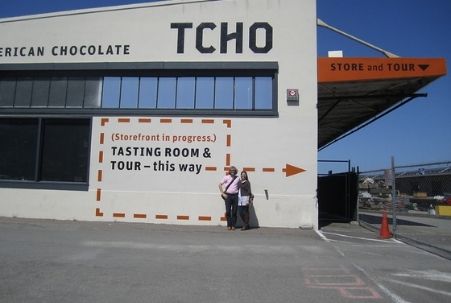 TCHO
ERICAN CHOCOLATE
STORE and TOUR
(Storefront in progress.)
TASTING ROOM &
TOUR – this way